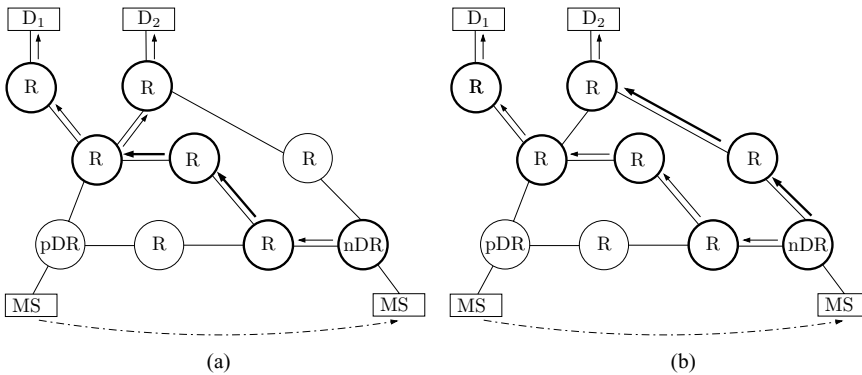 D1 D2 D1 D2
R R R R
R R R R R R
pDR R R nDR pDR R R nDR
MS MS MS MS
(a) (b)